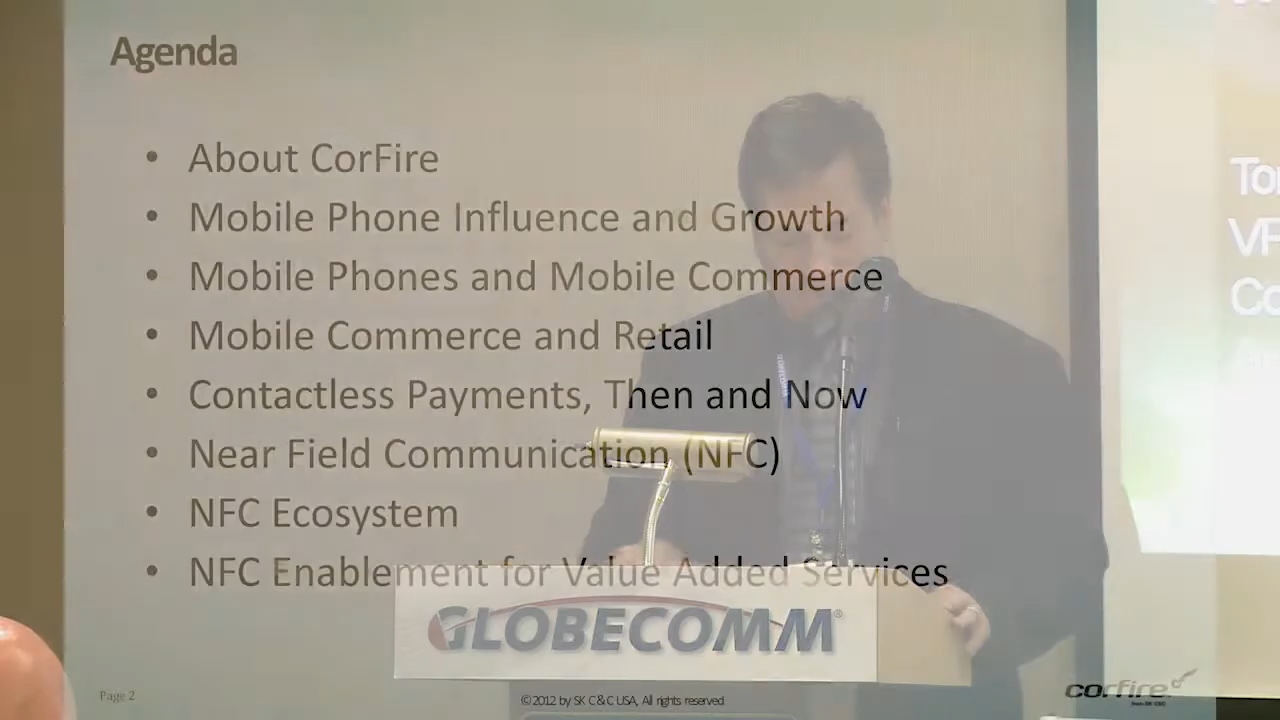 Agenda
• About CorFire
• Mobile Phone Influence and Growth
• Mobile Phones and Mobile Commerce
• Mobile Commerce and Retail
• Contactless Payments, Then and Now
• Near Field Communication (NFC)
• NFC Ecosystem
• NFC Enablement for Value Added Services
GLOBECOMM®
Page 2
© 2012 by SK C&C USA, All rights reserved
corfire